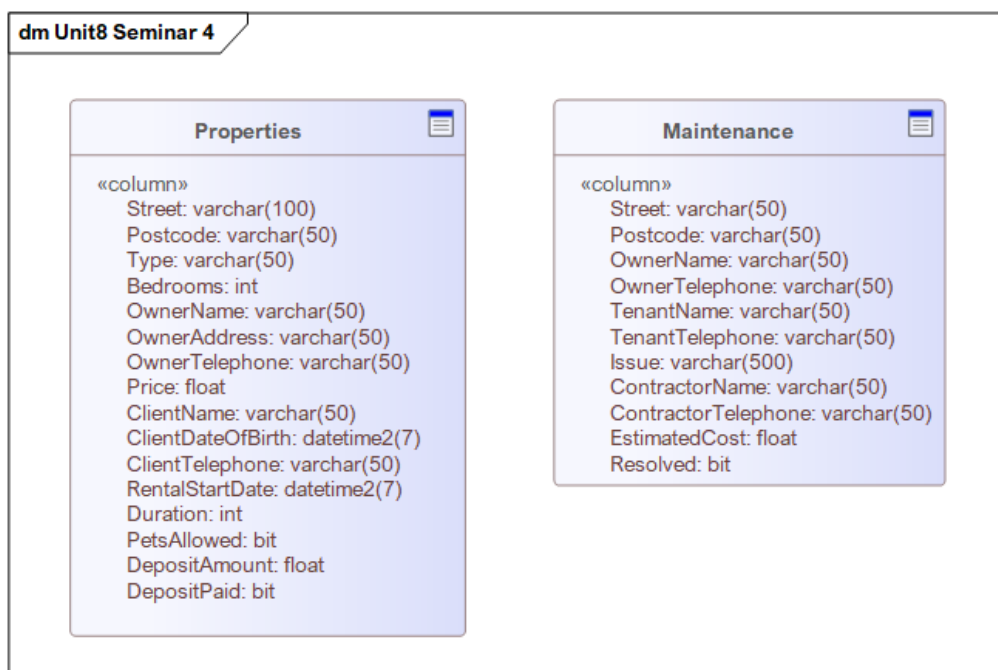 dm Unit8 Seminar 4
Properties
«column»
Street: varchar(100)
Postcode: varchar(50)
Type: varchar(50)
Bedrooms: int
OwnerName: varchar(50)
OwnerAddress: varchar(50)
OwnerTelephone: varchar(50)
Price: float
ClientName: varchar(50)
ClientDateOfBirth: datetime2(7)
ClientTelephone: varchar(50)
RentalStartDate: datetime2(7)
Duration: int
PetsAllowed: bit
DepositAmount: float
DepositPaid: bit
Maintenance
«column»
Street: varchar(50)
Postcode: varchar(50)
OwnerName: varchar(50)
OwnerTelephone: varchar(50)
TenantName: varchar(50)
TenantTelephone: varchar(50)
Issue: varchar(500)
ContractorName: varchar(50)
ContractorTelephone: varchar(50)
EstimatedCost: float
Resolved: bit